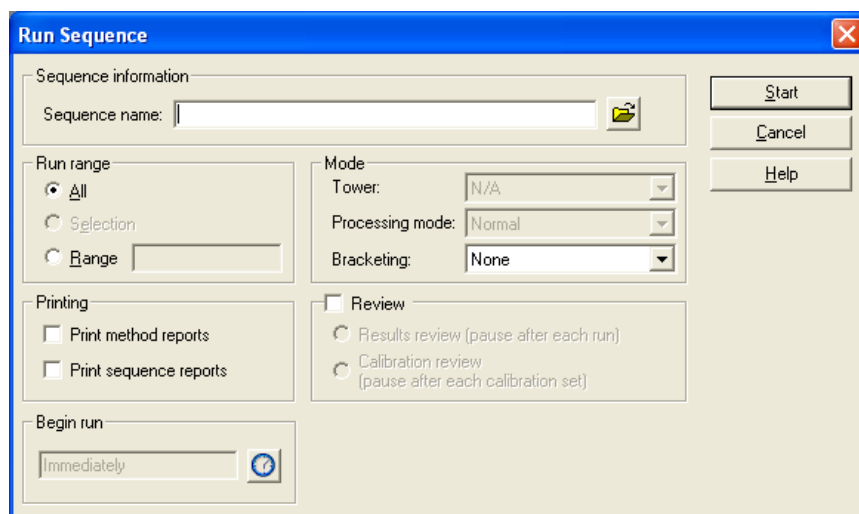 Run Sequence
Sequence information
Sequence name:
Start
Cancel
Help
Run range
All
Selection
Range
Mode
Tower: N/A
Processing mode: Normal
Bracketing: None
Printing
Print method reports
Print sequence reports
Review
Results review (pause after each run)
Calibration review
(pause after each calibration set)
Begin run
Immediately